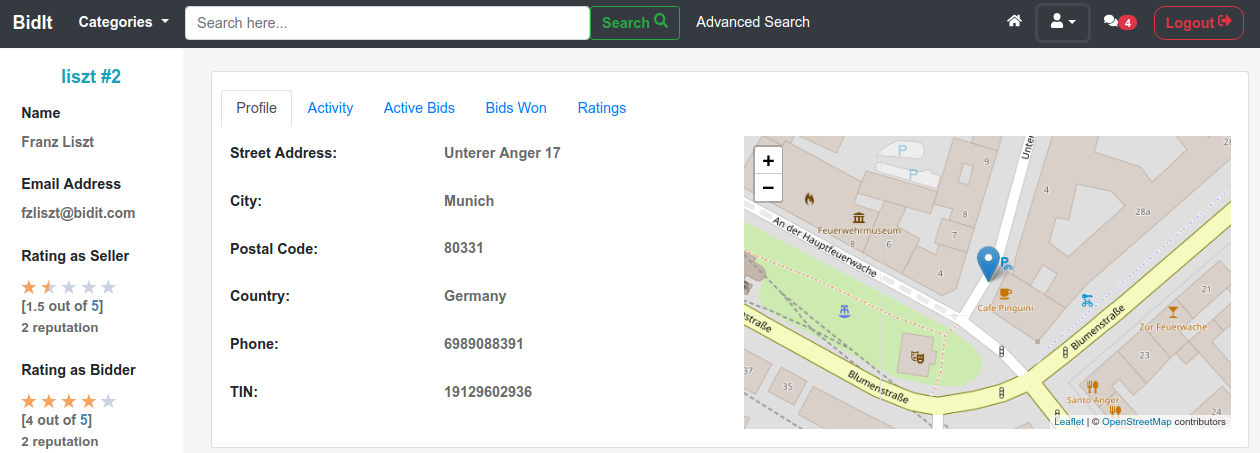 BidIt Categories Search here... Search Advanced Search 4 Logout
liszt #2
Name
Franz Liszt
Email Address
fzliszt@bidit.com
Rating as Seller
[1.5 out of 5]
2 reputation
Rating as Bidder
[4 out of 5]
2 reputation
Profile Activity Active Bids Bids Won Ratings
Street Address: Unterer Anger 17
City: Munich
Postal Code: 80331
Country: Germany
Phone: 6989088391
TIN: 19129602936
+
−
P
P
9
Unter
4
28a
8
Feuerwehrmuseum
8
6
7
4
An der Hauptfeuerwache
P
Cafe Pinguini
21
Zur Feuerwache
Blumenstraße
23
straße
37
35
Blumenstraße
Santo Anger
24
Leaflet | © OpenStreetMap contributors